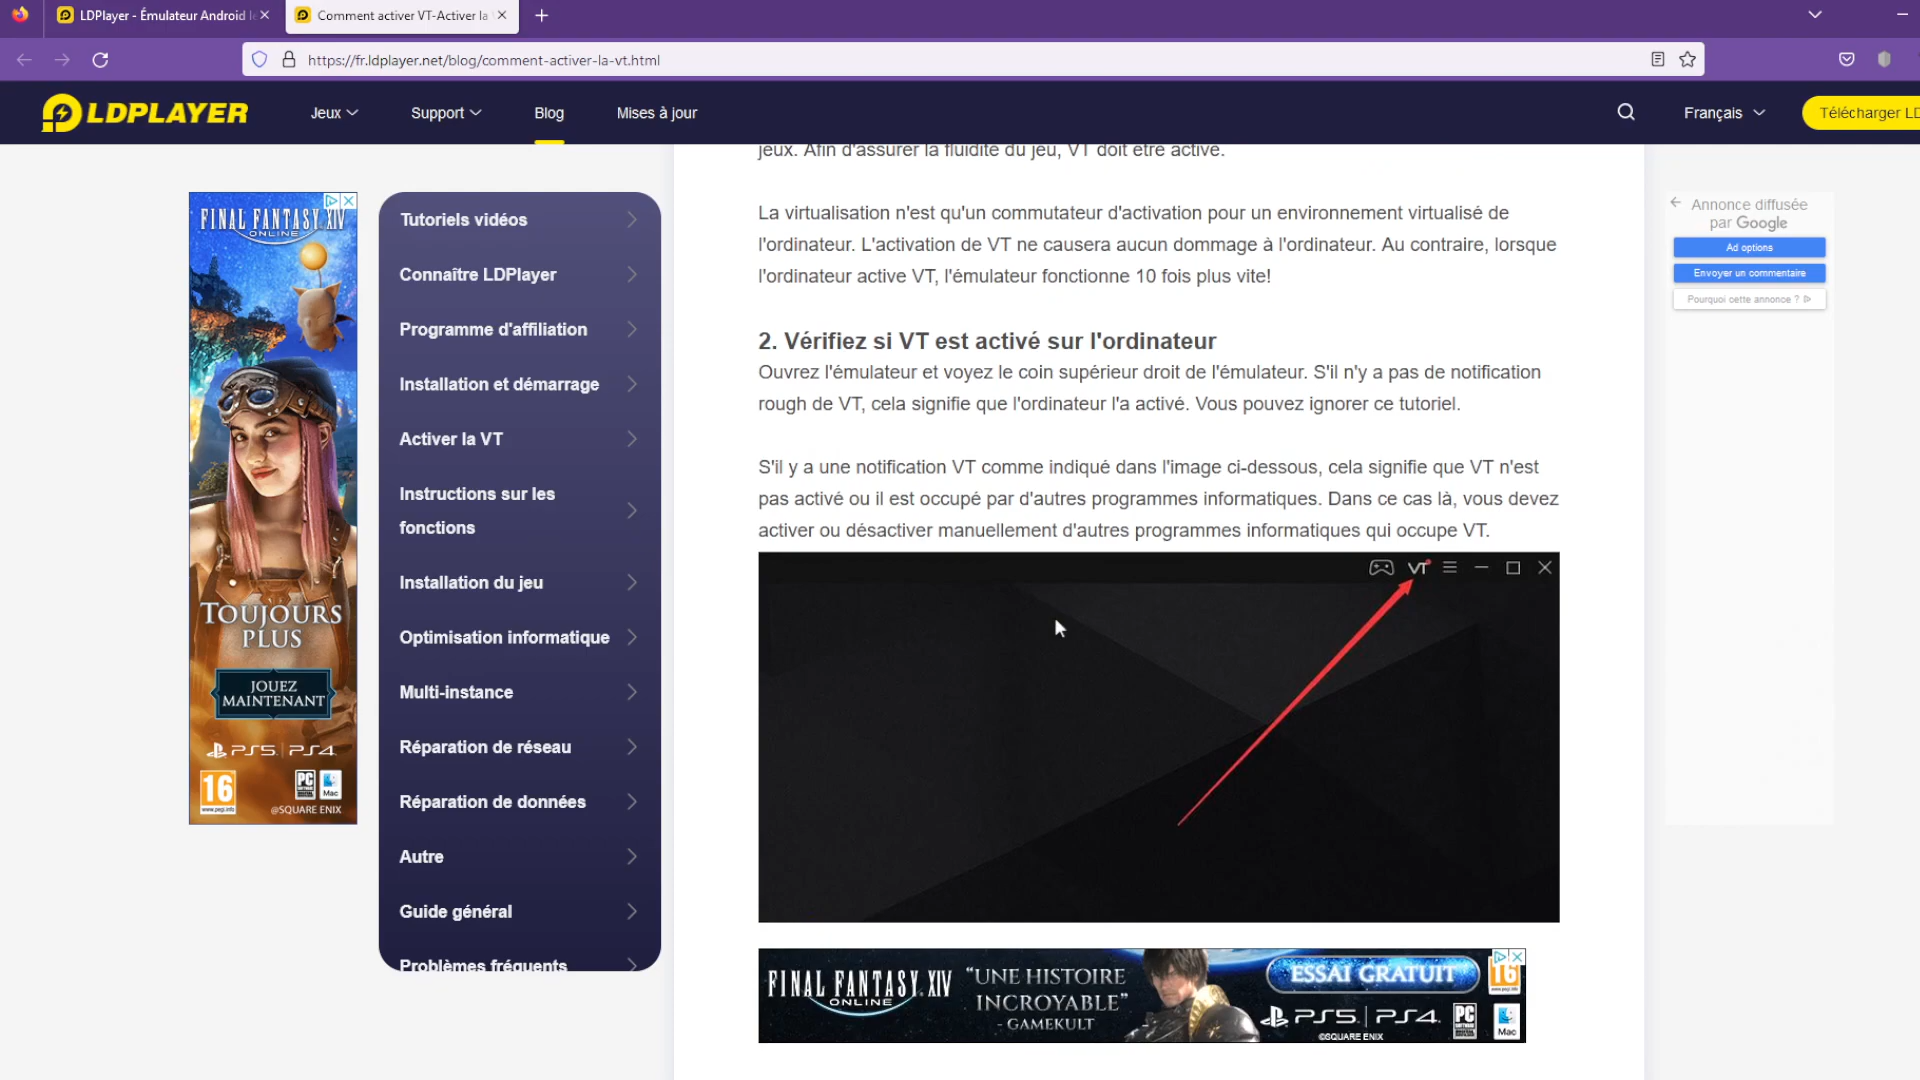 LDPlayer - Émulateur Android le
Comment activer VT-Activer la
https://fr.ldplayer.net/blog/comment-activer-la-vt.html
LDPLAYER
Jeux
Support
Blog
Mises à jour
Français
Télécharger LD
jeux. Afin d'assurer la fluidité du jeu, VT doit être activé.
La virtualisation n'est qu'un commutateur d'activation pour un environnement virtualisé de
l'ordinateur. L'activation de VT ne causera aucun dommage à l'ordinateur. Au contraire, lorsque
l'ordinateur active VT, l'émulateur fonctionne 10 fois plus vite!
2. Vérifiez si VT est activé sur l'ordinateur
Ouvrez l'émulateur et voyez le coin supérieur droit de l'émulateur. S'il n'y a pas de notification
rough de VT, cela signifie que l'ordinateur l'a activé. Vous pouvez ignorer ce tutoriel.
S'il y a une notification VT comme indiqué dans l'image ci-dessous, cela signifie que VT n'est
pas activé ou il est occupé par d'autres programmes informatiques. Dans ce cas là, vous devez
activer ou désactiver manuellement d'autres programmes informatiques qui occupe VT.
VT
FINAL FANTASY XIV
ONLINE
TOUJOURS
PLUS
JOUEZ
MAINTENANT
PS5 | PS4
16
www.pegi.info
PC
Mac
@SQUARE ENIX
Tutoriels vidéos
Connaître LDPlayer
Programme d'affiliation
Installation et démarrage
Activer la VT
Instructions sur les
fonctions
Installation du jeu
Optimisation informatique
Multi-instance
Réparation de réseau
Réparation de données
Autre
Guide général
Problèmes fréquents
Annonce diffusée
par Google
Ad options
Envoyer un commentaire
Pourquoi cette annonce ?
FINAL FANTASY XIV
ONLINE
"UNE HISTOIRE
INCROYABLE"
- GAMEKULT
ESSAI GRATUIT
16
PS5 | PS4
PC
Mac
©SQUARE ENIX